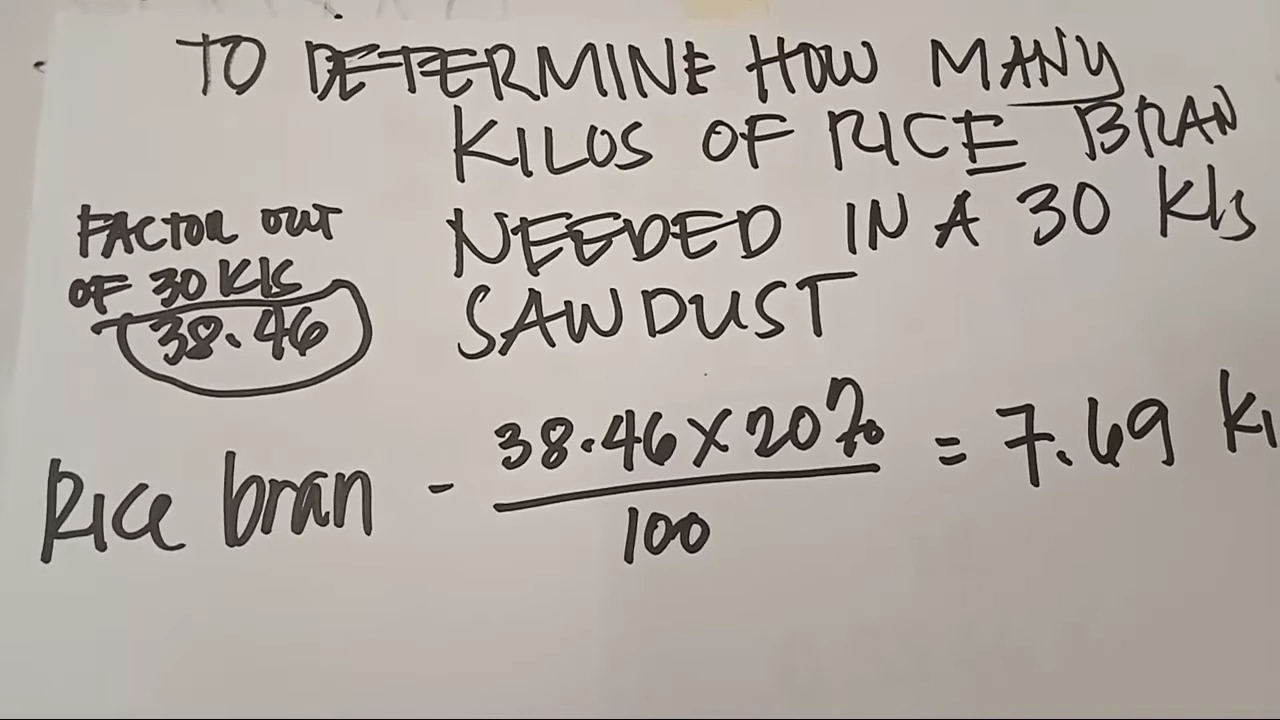 TO DETERMINE HOW MANY
KILOS OF RICE BRAN
NEEDED IN A 30 Kls
SAWDUST
FACTOR OUT
OF 30 Kls
38.46
Rice bran - 38.46 X 20%
100
= 7.69 K